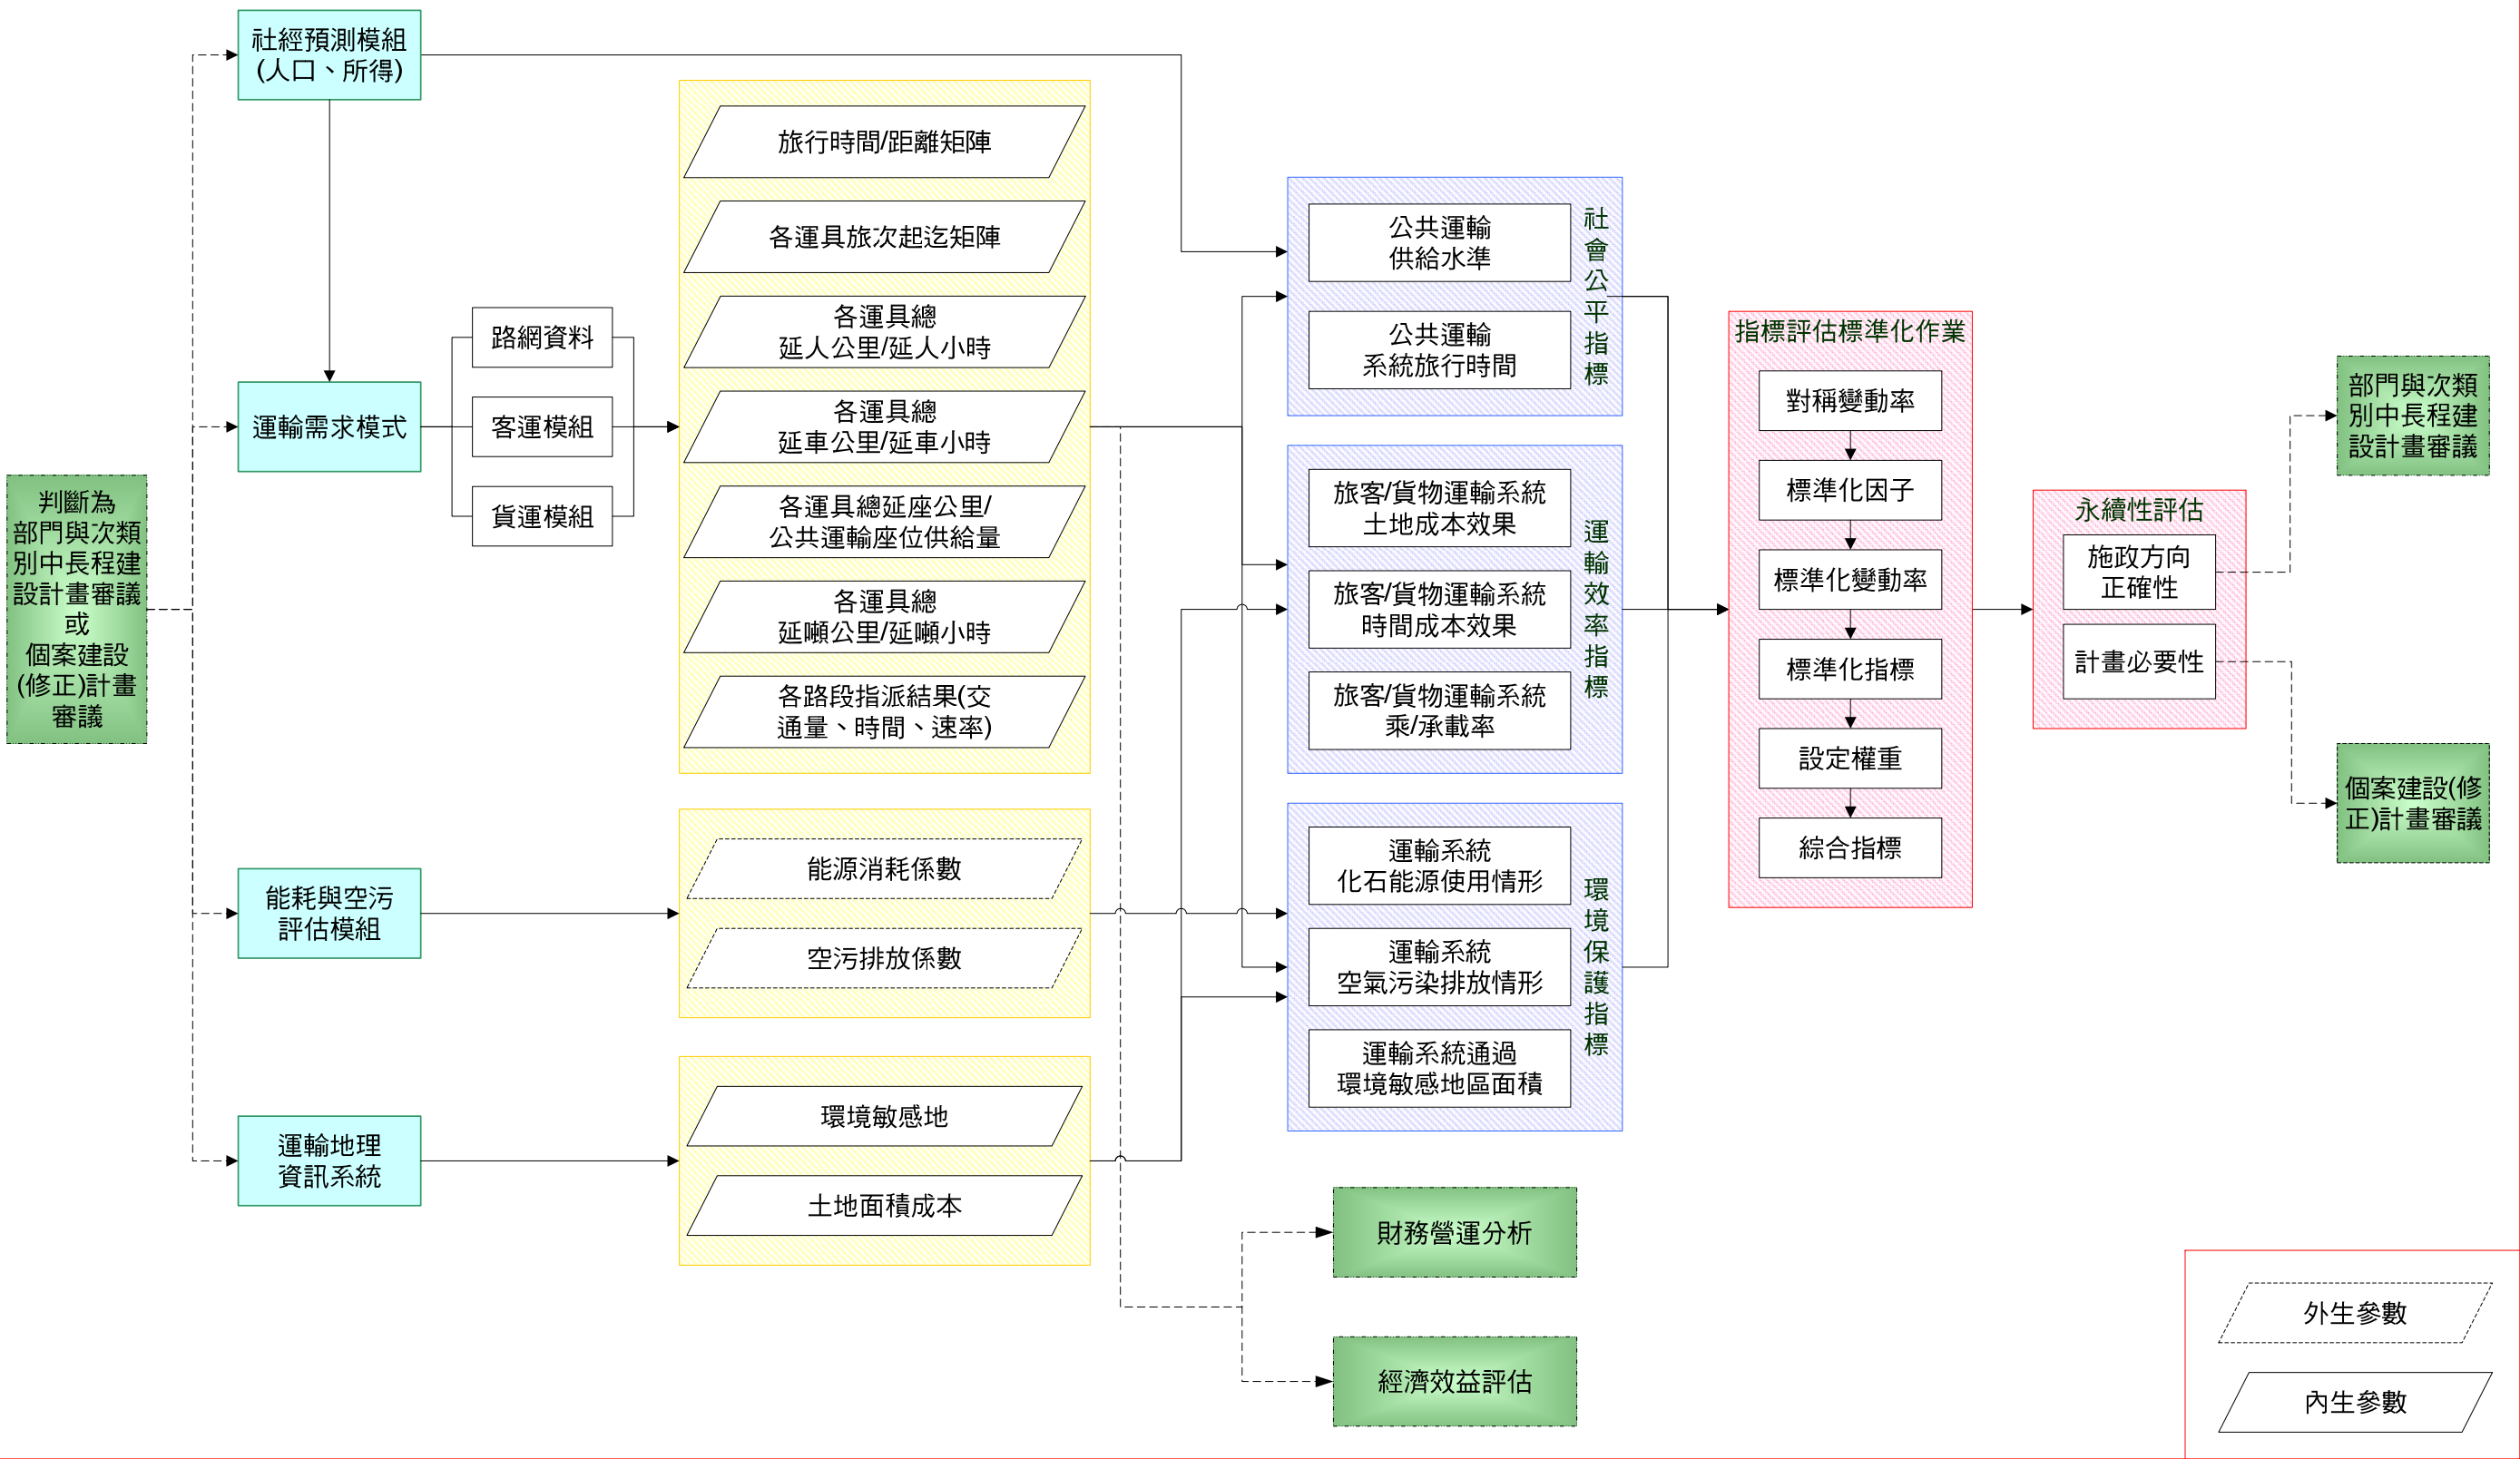 判斷為
部門與次類
別中長程建
設計畫審議
或
個案建設
(修正)計畫
審議
社經預測模組
(人口、所得)
運輸需求模式
能耗與空污
評估模組
運輸地理
資訊系統
路網資料
客運模組
貨運模組
旅行時間/距離矩陣
各運具旅次起迄矩陣
各運具總
延人公里/延人小時
各運具總
延車公里/延車小時
各運具總延座公里/
公共運輸座位供給量
各運具總
延噸公里/延噸小時
各路段指派結果(交
通量、時間、速率)
能源消耗係數
空污排放係數
環境敏感地
土地面積成本
公共運輸
供給水準
公共運輸
系統旅行時間
社會公平指標
旅客/貨物運輸系統
土地成本效果
旅客/貨物運輸系統
時間成本效果
旅客/貨物運輸系統
乘/承載率
運輸效率指標
運輸系統
化石能源使用情形
運輸系統
空氣污染排放情形
運輸系統通過
環境敏感地區面積
環境保護指標
財務營運分析
經濟效益評估
指標評估標準化作業
對稱變動率
標準化因子
標準化變動率
標準化指標
設定權重
綜合指標
永續性評估
施政方向
正確性
計畫必要性
部門與次類
別中長程建
設計畫審議
個案建設(修
正)計畫審議
外生參數
內生參數